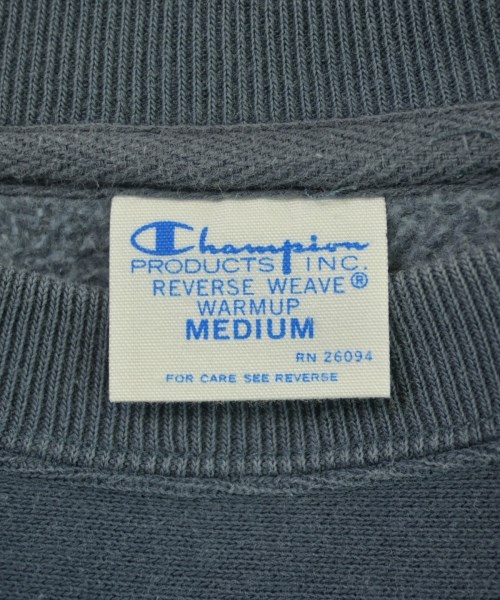 Champion
PRODUCTS INC.
REVERSE WEAVE®
WARMUP
MEDIUM
RN 26094
FOR CARE SEE REVERSE